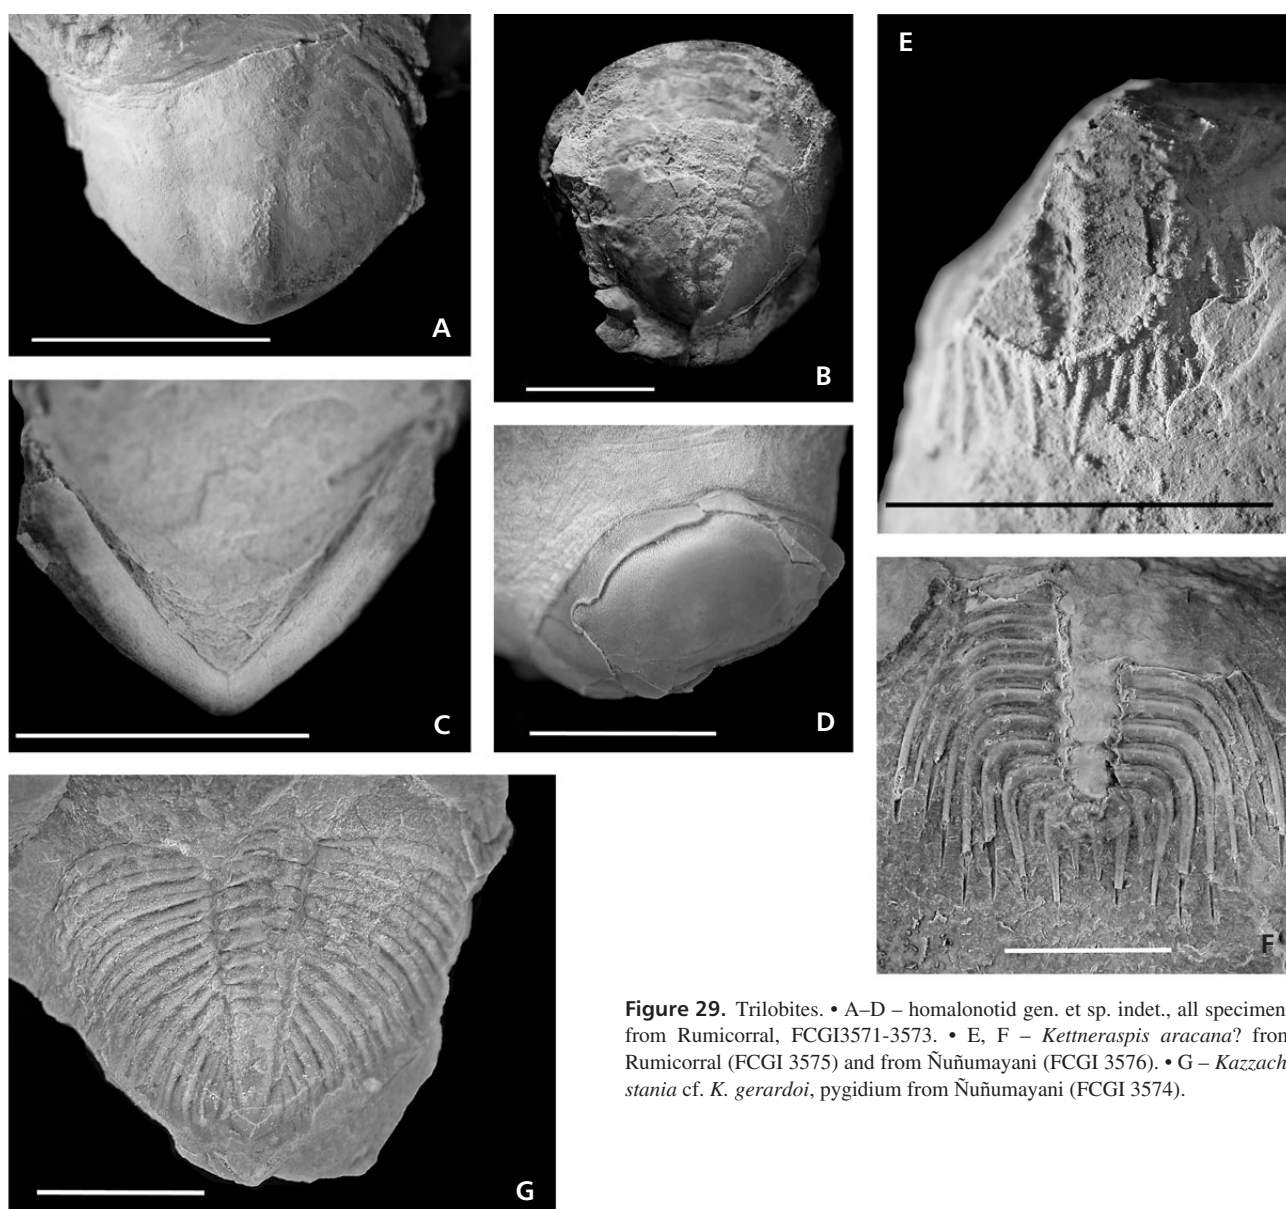 A
B
E
C
D
F
G
Figure 29. Trilobites. • A–D – homalonotid gen. et sp. indet., all specimen
from Rumicorral, FCGI3571-3573. • E, F – Kettneraspis aracana? from
Rumicorral (FCGI 3575) and from Ñuñumayani (FCGI 3576). • G – Kazzach
stania cf. K. gerardoi, pygidium from Ñuñumayani (FCGI 3574).